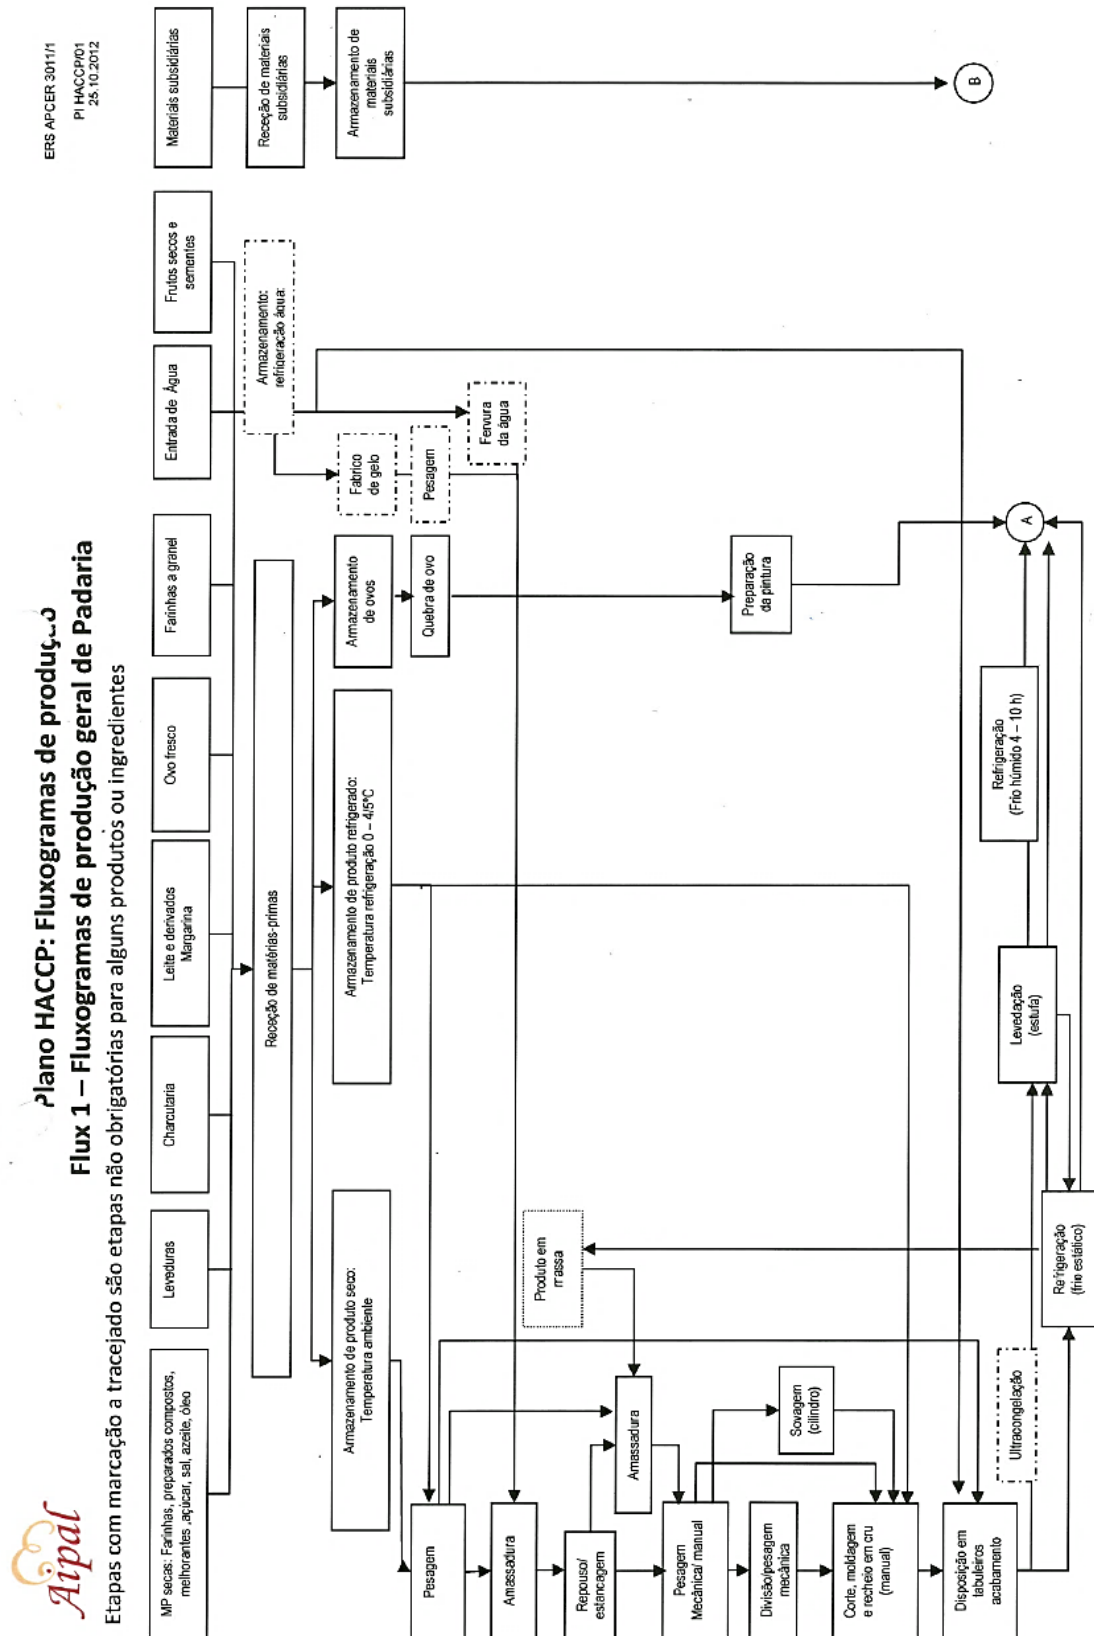 Aipal
Plano HACCP: Fluxogramas de produç
Flux 1 – Fluxogramas de produção geral de Padaria
Etapas com marcação a tracejado são etapas não obrigatórias para alguns produtos ou ingredientes
ERS APCER 3011/1
PI HACCP/01
25.10.2012
MP secas: Farinhas, preparados compostos,
melhorantes ,açúcar, sal, azeite, óleo
Leveduras
Charcutaria
Leite e derivados
Margarina
Ovo fresco
Farinhas a granel
Entrada de Água
Frutos secos e
sementes
Materiais subsidiárias
Receção de matérias-primas
Armazenamento:
refrigeração água:
Receção de materiais
subsidiárias
Armazenamento de produto seco:
Temperatura ambiente
Armazenamento de produto refrigerado:
Temperatura refrigeração 0 – 4/5ºC
Armazenamento
de ovos
Fabrico
de gelo
Armazenamento de
materiais
subsidiárias
Pesagem
Quebra de ovo
Pesagem
Fervura
da água
Amassadura
Produto em
massa
Repouso/
estancagem
Amassadura
Pesagem
Mecânica/ manual
Preparação
da pintura
Divisão/pesagem
mecânica
Sovagem
(cilindro)
Corte, moldagem
e recheio em cru
(manual)
Disposição em
tabuleiros
acabamento
Ultracongelação
Levedação
(estufa)
Refrigeração
(Frio húmido 4 – 10 h)
Refrigeração
(frio estático)
A
B